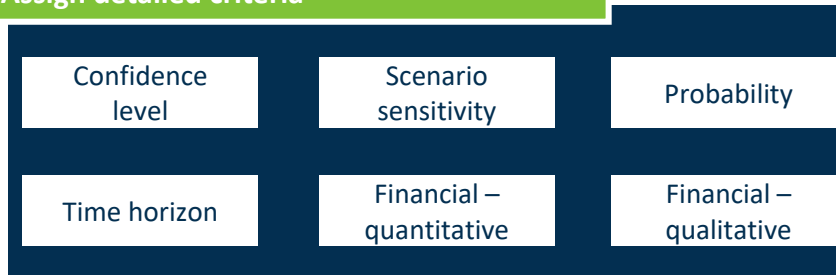 Assign detailed criteria
Confidence
level
Scenario
sensitivity
Probability
Time horizon
Financial –
quantitative
Financial –
qualitative